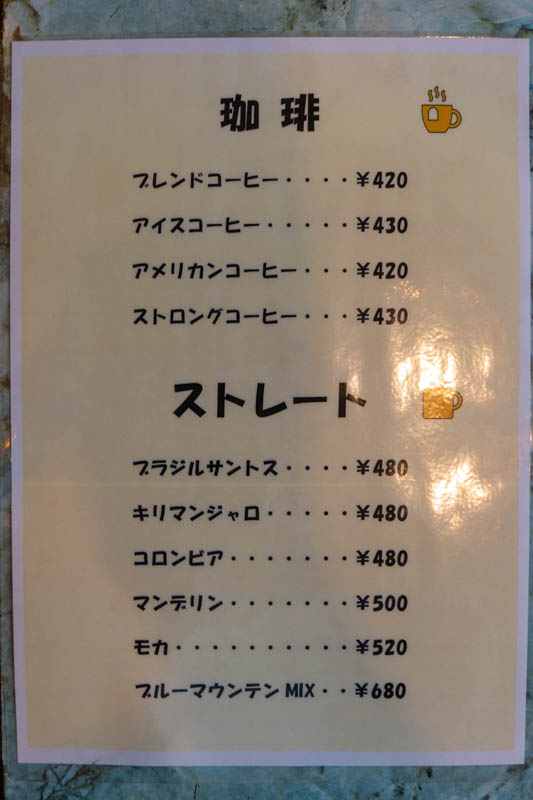 珈琲
ブレンドコーヒー・・・・¥420
アイスコーヒー・・・・・¥430
アメリカンコーヒー・・・¥420
ストロングコーヒー・・・¥430
ストレート
ブラジルサントス・・・・¥480
キリマンジャロ・・・・・¥480
コロンビア・・・・・・・¥480
マンデリン・・・・・・・¥500
モカ・・・・・・・・・・¥520
ブルーマウンテンMIX・・¥680